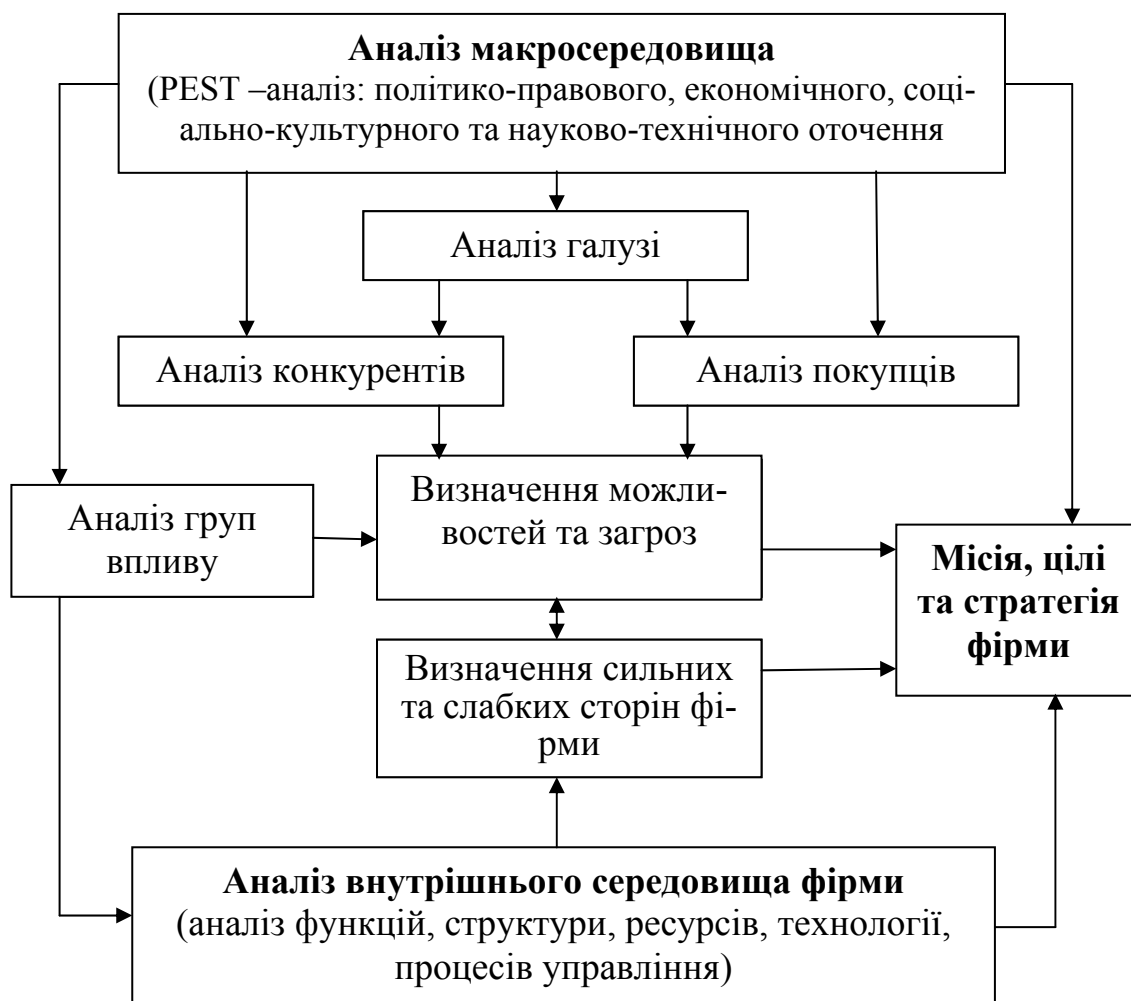 Аналіз макросередовища
(PEST –аналіз: політико-правового, економічного, соці-
ально-культурного та науково-технічного оточення
Аналіз галузі
Аналіз конкурентів
Аналіз покупців
Визначення можли-
востей та загроз
Аналіз груп
впливу
Місія, цілі
та стратегія
фірми
Визначення сильних
та слабких сторін фі-
рми
Аналіз внутрішнього середовища фірми
(аналіз функцій, структури, ресурсів, технології,
процесів управління)